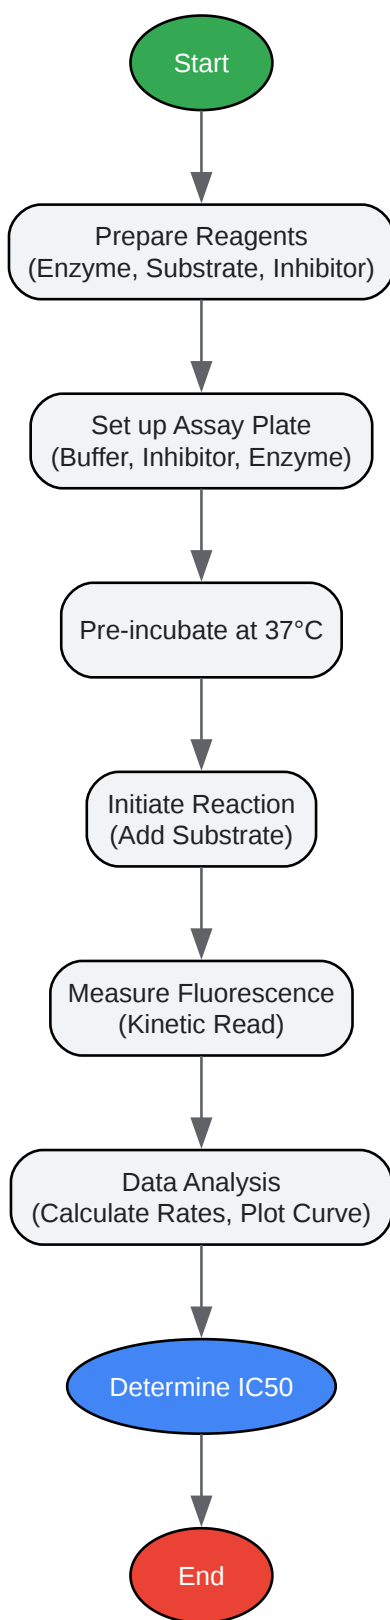 Start
Prepare Reagents
(Enzyme, Substrate, Inhibitor)
Set up Assay Plate
(Buffer, Inhibitor, Enzyme)
Pre-incubate at 37°C
Initiate Reaction
(Add Substrate)
Measure Fluorescence
(Kinetic Read)
Data Analysis
(Calculate Rates, Plot Curve)
Determine IC50
End